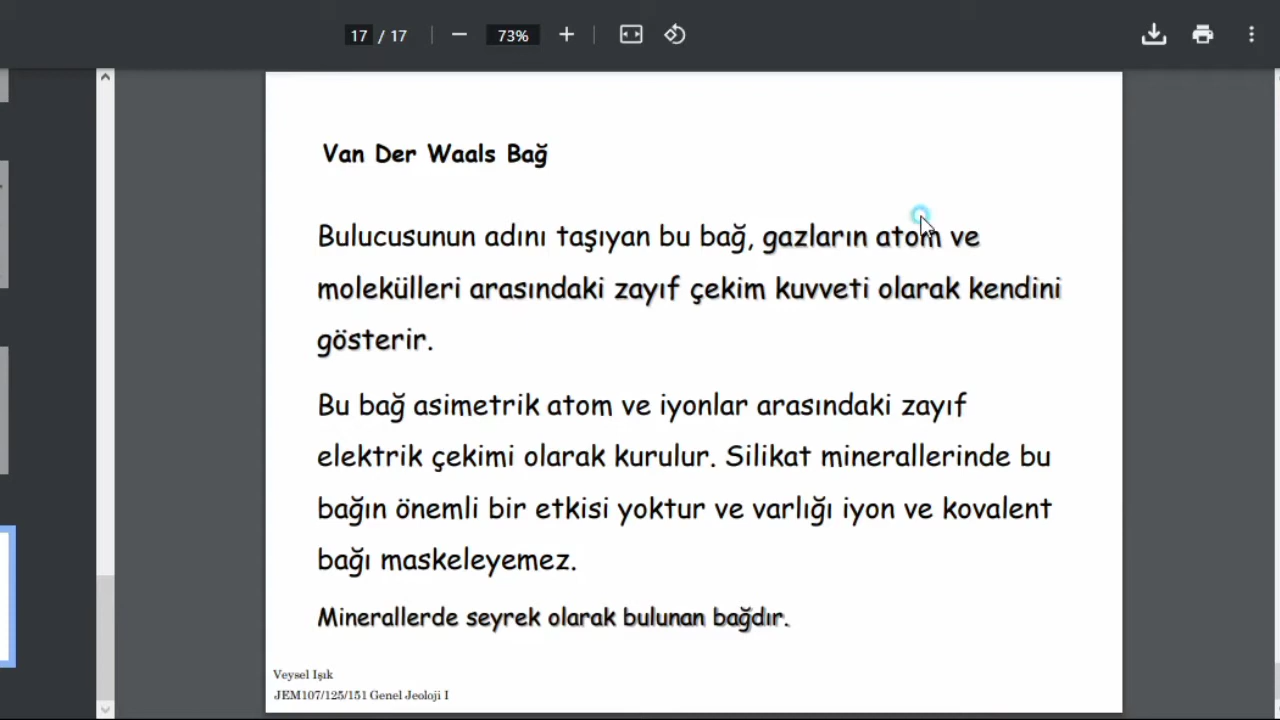 17 / 17
73%
Van Der Waals Bağ
Bulucusunun adını taşıyan bu bağ, gazların atom ve
molekülleri arasındaki zayıf çekim kuvveti olarak kendini
gösterir.
Bu bağ asimetrik atom ve iyonlar arasındaki zayıf
elektrik çekimi olarak kurulur. Silikat minerallerinde bu
bağın önemli bir etkisi yoktur ve varlığı iyon ve kovalent
bağı maskeleyemez.
Minerallerde seyrek olarak bulunan bağdır.
Veysel Işık
JEM107/125/151 Genel Jeoloji I